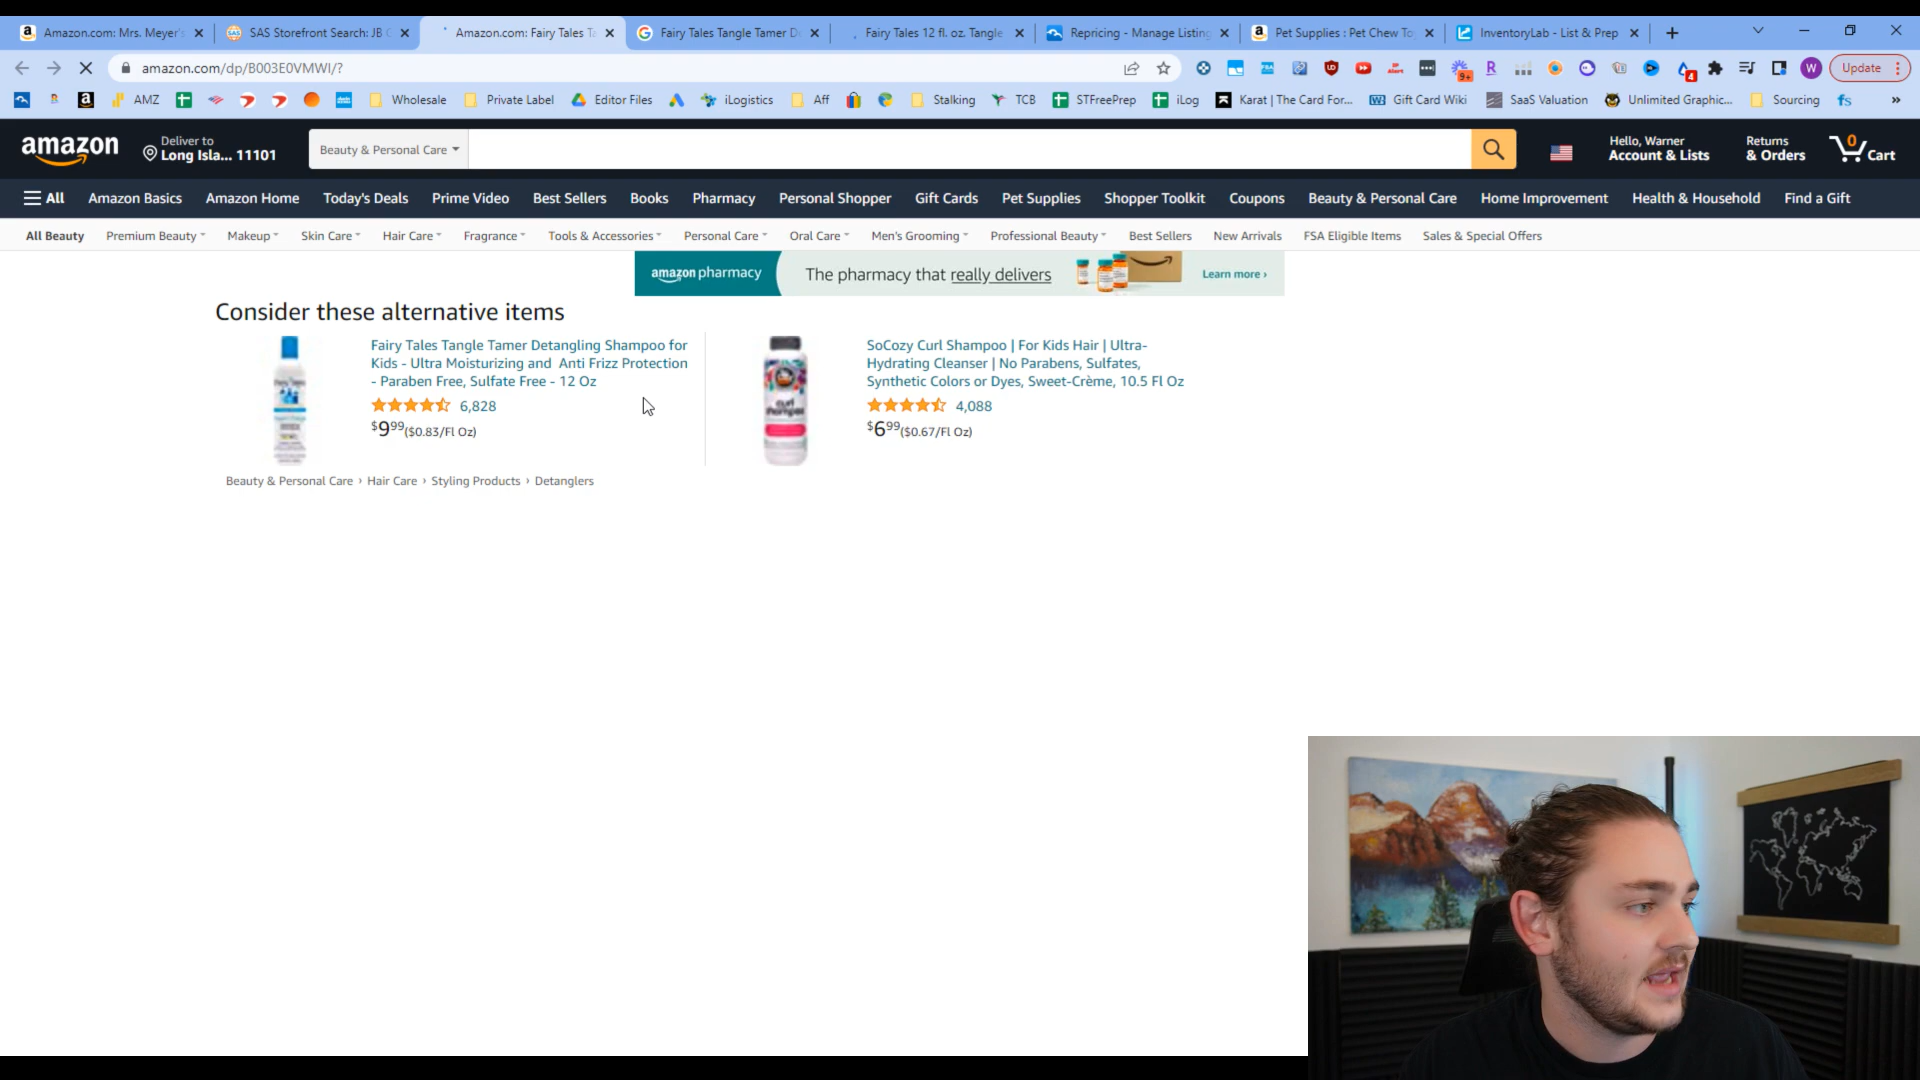 Amazon.com: Mrs. Meyer's
SAS Storefront Search: JB
Amazon.com: Fairy Tales Ta
Fairy Tales Tangle Tamer De
Fairy Tales 12 fl. oz. Tangle
Repricing - Manage Listing
Pet Supplies : Pet Chew To
InventoryLab - List & Prep
amazon.com/dp/B003E0VMWI/?
9+
4
W
Update
AMZ
Wholesale
Private Label
Editor Files
iLogistics
Aff
Stalking
TCB
STFreePrep
iLog
Karat | The Card For...
Gift Card Wiki
SaaS Valuation
Unlimited Graphic...
Sourcing
fs
»
amazon
Deliver to
Long Isla... 11101
Beauty & Personal Care
Hello, Warner
Account & Lists
Returns
& Orders
0
Cart
All
Amazon Basics
Amazon Home
Today's Deals
Prime Video
Best Sellers
Books
Pharmacy
Personal Shopper
Gift Cards
Pet Supplies
Shopper Toolkit
Coupons
Beauty & Personal Care
Home Improvement
Health & Household
Find a Gift
All Beauty
Premium Beauty
Makeup
Skin Care
Hair Care
Fragrance
Tools & Accessories
Personal Care
Oral Care
Men's Grooming
Professional Beauty
Best Sellers
New Arrivals
FSA Eligible Items
Sales & Special Offers
amazon pharmacy
The pharmacy that really delivers
Learn more ›
Consider these alternative items
Fairy Tales Tangle Tamer Detangling Shampoo for
Kids - Ultra Moisturizing and Anti Frizz Protection
- Paraben Free, Sulfate Free - 12 Oz
6,828
$999($0.83/Fl Oz)
curl
shampoo
SoCozy Curl Shampoo | For Kids Hair | Ultra-
Hydrating Cleanser | No Parabens, Sulfates,
Synthetic Colors or Dyes, Sweet-Crème, 10.5 Fl Oz
4,088
$699($0.67/Fl Oz)
Beauty & Personal Care › Hair Care › Styling Products › Detanglers